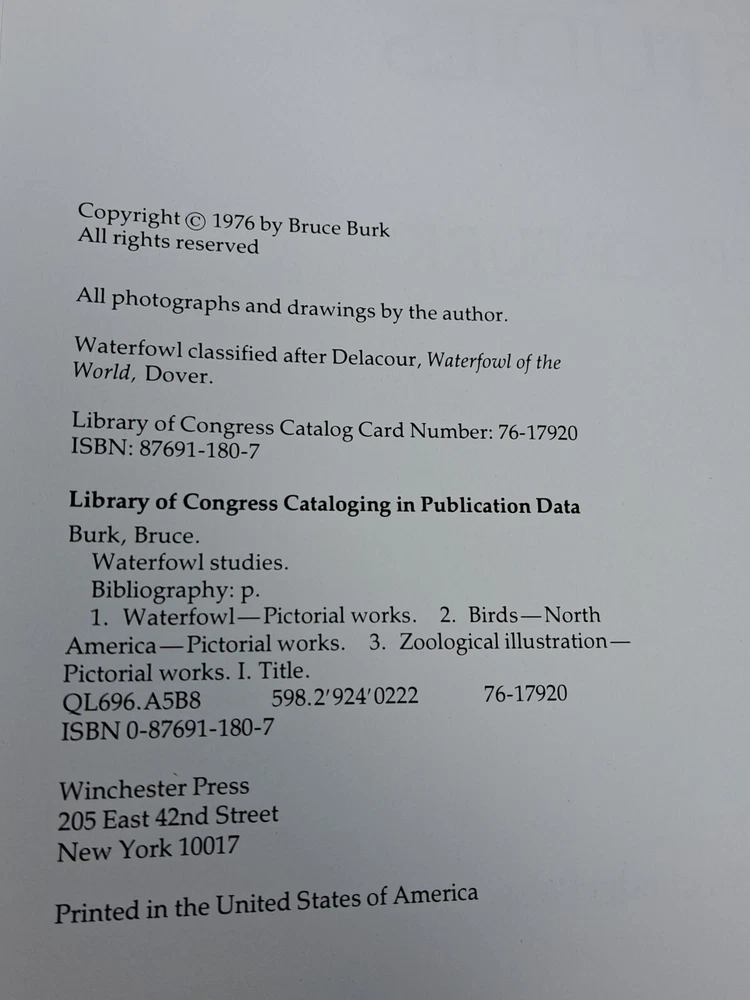 Copyright © 1976 by Bruce Burk
All rights reserved
All photographs and drawings by the author.
Waterfowl classified after Delacour, Waterfowl of the
World, Dover.
Library of Congress Catalog Card Number: 76-17920
ISBN: 87691-180-7
Library of Congress Cataloging in Publication Data
Burk, Bruce.
Waterfowl studies.
Bibliography: p.
1. Waterfowl—Pictorial works. 2. Birds—North
America—Pictorial works. 3. Zoological illustration—
Pictorial works. I. Title.
QL696.A5B8 598.2'924'0222 76-17920
ISBN 0-87691-180-7
Winchester Press
205 East 42nd Street
New York 10017
Printed in the United States of America